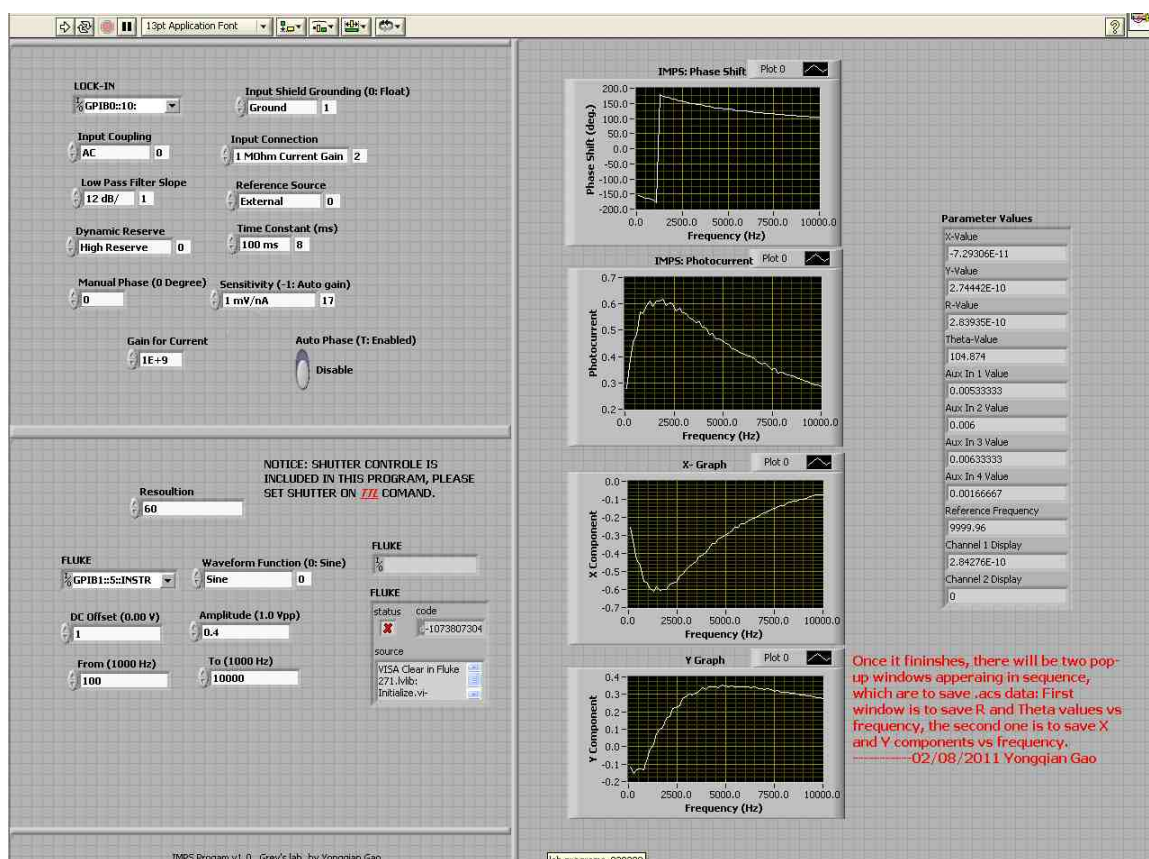 13pt Application Font
LOCK-IN
GPIB0::10:
Input Shield Grounding (0: Float)
Ground 1
Input Coupling
AC 0
Input Connection
1 MOhm Current Gain 2
Low Pass Filter Slope
12 dB/ 1
Reference Source
External 0
Dynamic Reserve
High Reserve 0
Time Constant (ms)
100 ms 8
Manual Phase (0 Degree)
0
Sensitivity (-1: Auto gain)
1 mV/nA 17
Gain for Current
1E+9
Auto Phase (T: Enabled)
Disable
NOTICE: SHUTTER CONTROLE IS
INCLUDED IN THIS PROGRAM, PLEASE
SET SHUTTER ON TTL COMAND.
Resoultion
60
FLUKE
GPIB1::5::INSTR
Waveform Function (0: Sine)
Sine 0
FLUKE
FLUKE
status code
-1073807304
source
VISA Clear in Fluke
271.lvlib:
Initialize.vi-
DC Offset (0.00 V)
1
Amplitude (1.0 Vpp)
0.4
From (1000 Hz)
100
To (1000 Hz)
10000
IMPS Progam v1.0, Grey's lab, by Yongqian Gao
IMPS: Phase Shift Plot 0
Phase Shift (deg.)
200.0
150.0
100.0
50.0
0.0
-50.0
-100.0
-150.0
-200.0
0.0 2500.0 5000.0 7500.0 10000.0
Frequency (Hz)
IMPS: Photocurrent Plot 0
Photocurrent
0.7
0.6
0.5
0.4
0.3
0.2
0.0 2500.0 5000.0 7500.0 10000.0
Frequency (Hz)
X- Graph Plot 0
X Component
0.0
-0.1
-0.2
-0.3
-0.4
-0.5
-0.6
-0.7
0.0 2500.0 5000.0 7500.0 10000.0
Frequency (Hz)
Y Graph Plot 0
Y Component
0.4
0.3
0.2
0.1
0.0
-0.1
-0.2
0.0 2500.0 5000.0 7500.0 10000.0
Frequency (Hz)
Parameter Values
X-Value
-7.29306E-11
Y-Value
2.74442E-10
R-Value
2.83935E-10
Theta-Value
104.874
Aux In 1 Value
0.00533333
Aux In 2 Value
0.006
Aux In 3 Value
0.00633333
Aux In 4 Value
0.00166667
Reference Frequency
9999.96
Channel 1 Display
2.84276E-10
Channel 2 Display
0
Once it fininshes, there will be two pop-
up windows apperaing in sequence,
which are to save .acs data: First
window is to save R and Theta values vs
frequency, the second one is to save X
and Y components vs frequency.
---------------02/08/2011 Yongqian Gao